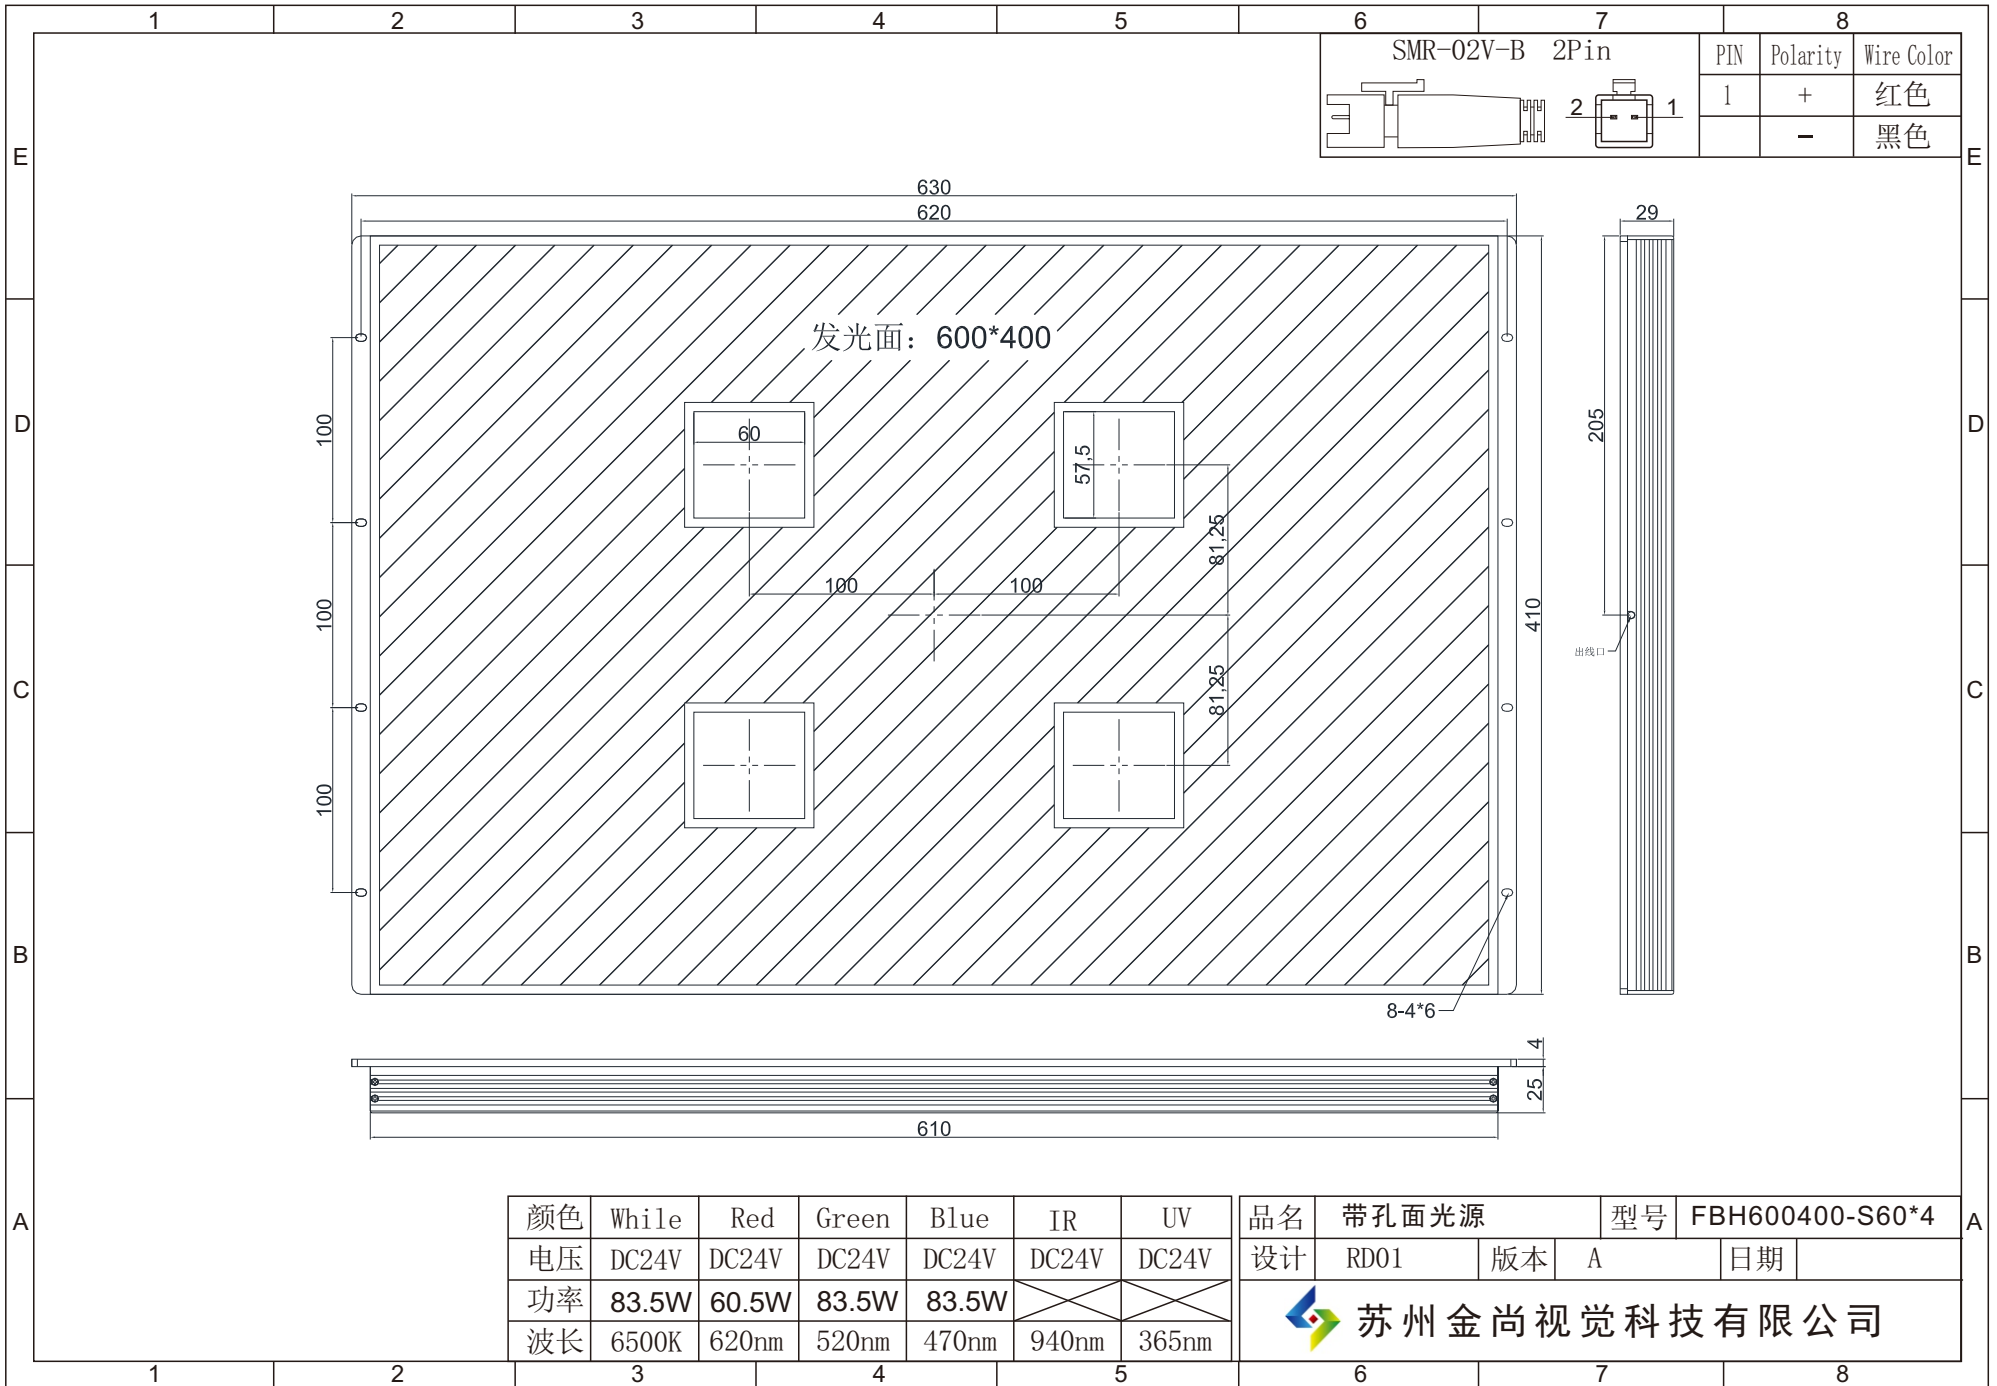 1 2 3 4 5 6 7 8
SMR-02V-B 2Pin
PIN Polarity Wire Color
1 + 红色
− 黑色
2 1
E E
630
620
29
发光面：600*400
D D
100
60
57,5
205
81,25
100 100
100
410
出线口
C C
81,25
100
B B
8-4*6
4
25
610
A A
颜色 While Red Green Blue IR UV
电压 DC24V DC24V DC24V DC24V DC24V DC24V
功率 83.5W 60.5W 83.5W 83.5W
波长 6500K 620nm 520nm 470nm 940nm 365nm
品名 带孔面光源 型号 FBH600400-S60*4
设计 RD01 版本 A 日期
苏州金尚视觉科技有限公司
1 2 3 4 5 6 7 8